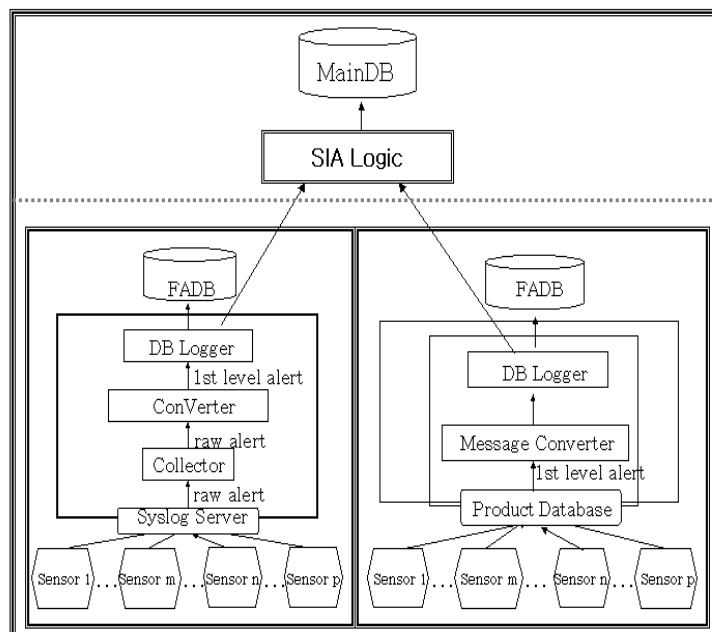 MainDB
SIA Logic
FADB
DB Logger
1st level alert
ConVerter
raw alert
Collector
raw alert
Syslog Server
Sensor 1 ... Sensor m ... Sensor n ... Sensor p
FADB
DB Logger
Message Converter
1st level alert
Product Database
Sensor 1 ... Sensor m ... Sensor n ... Sensor p